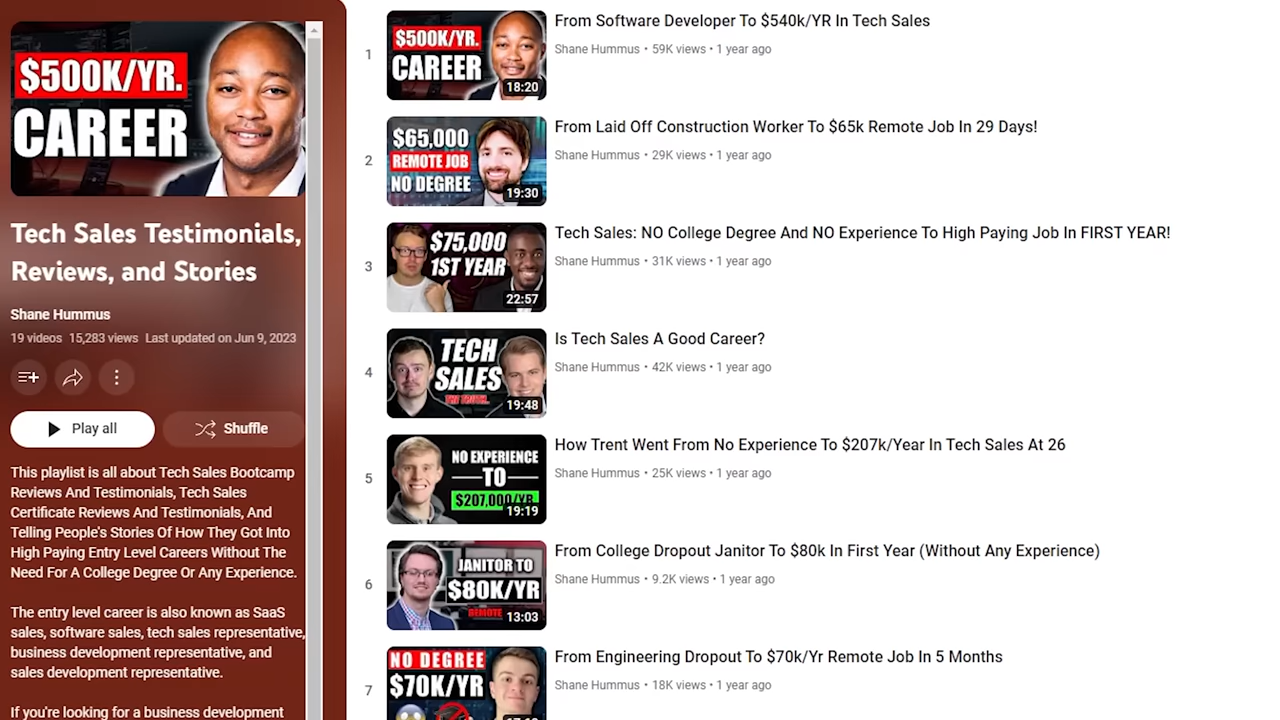 $500K/YR.
CAREER
Tech Sales Testimonials,
Reviews, and Stories
Shane Hummus
19 videos 15,283 views Last updated on Jun 9, 2023
Play all
Shuffle
This playlist is all about Tech Sales Bootcamp
Reviews And Testimonials, Tech Sales
Certificate Reviews And Testimonials, And
Telling People's Stories Of How They Got Into
High Paying Entry Level Careers Without The
Need For A College Degree Or Any Experience.
The entry level career is also known as SaaS
sales, software sales, tech sales representative,
business development representative, and
sales development representative.
If you're looking for a business development
1
$500K/YR.
CAREER
18:20
From Software Developer To $540k/YR In Tech Sales
Shane Hummus • 59K views • 1 year ago
2
$65,000
REMOTE JOB
NO DEGREE
19:30
From Laid Off Construction Worker To $65k Remote Job In 29 Days!
Shane Hummus • 29K views • 1 year ago
3
$75,000
1ST YEAR
22:57
Tech Sales: NO College Degree And NO Experience To High Paying Job In FIRST YEAR!
Shane Hummus • 31K views • 1 year ago
4
TECH
SALES
THE TRUTH..
19:48
Is Tech Sales A Good Career?
Shane Hummus • 42K views • 1 year ago
5
NO EXPERIENCE
TO
$207,000/YR
19:19
How Trent Went From No Experience To $207k/Year In Tech Sales At 26
Shane Hummus • 25K views • 1 year ago
6
JANITOR TO
$80K/YR
REMOTE
13:03
From College Dropout Janitor To $80k In First Year (Without Any Experience)
Shane Hummus • 9.2K views • 1 year ago
7
NO DEGREE
$70K/YR
From Engineering Dropout To $70k/Yr Remote Job In 5 Months
Shane Hummus • 18K views • 1 year ago